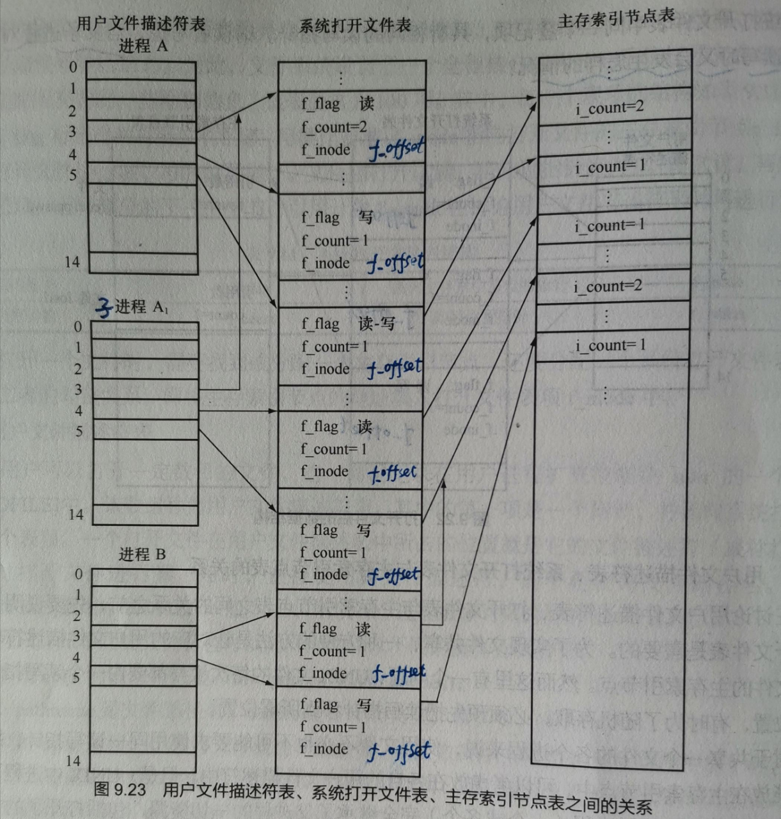 用户文件描述符表
进程 A
0
1
2
3
4
5
14
子进程 A₁
0
1
2
3
4
5
14
进程 B
0
1
2
3
4
5
14
系统打开文件表
⋮
f_flag 读
f_count=2
f_inode f_offset
⋮
f_flag 写
f_count=1
f_inode f_offset
⋮
f_flag 读-写
f_count=1
f_inode f_offset
f_flag 读
f_count=1
f_inode f_offset
⋮
f_flag 写
f_count=1
f_inode f_offset
f_flag 读
f_count=1
f_inode f_offset
f_flag 写
f_count=1
f_inode f_offset
主存索引节点表
⋮
i_count=2
⋮
i_count=1
⋮
i_count=1
⋮
i_count=2
⋮
i_count=1
⋮
图 9.23 用户文件描述符表、系统打开文件表、主存索引节点表之间的关系